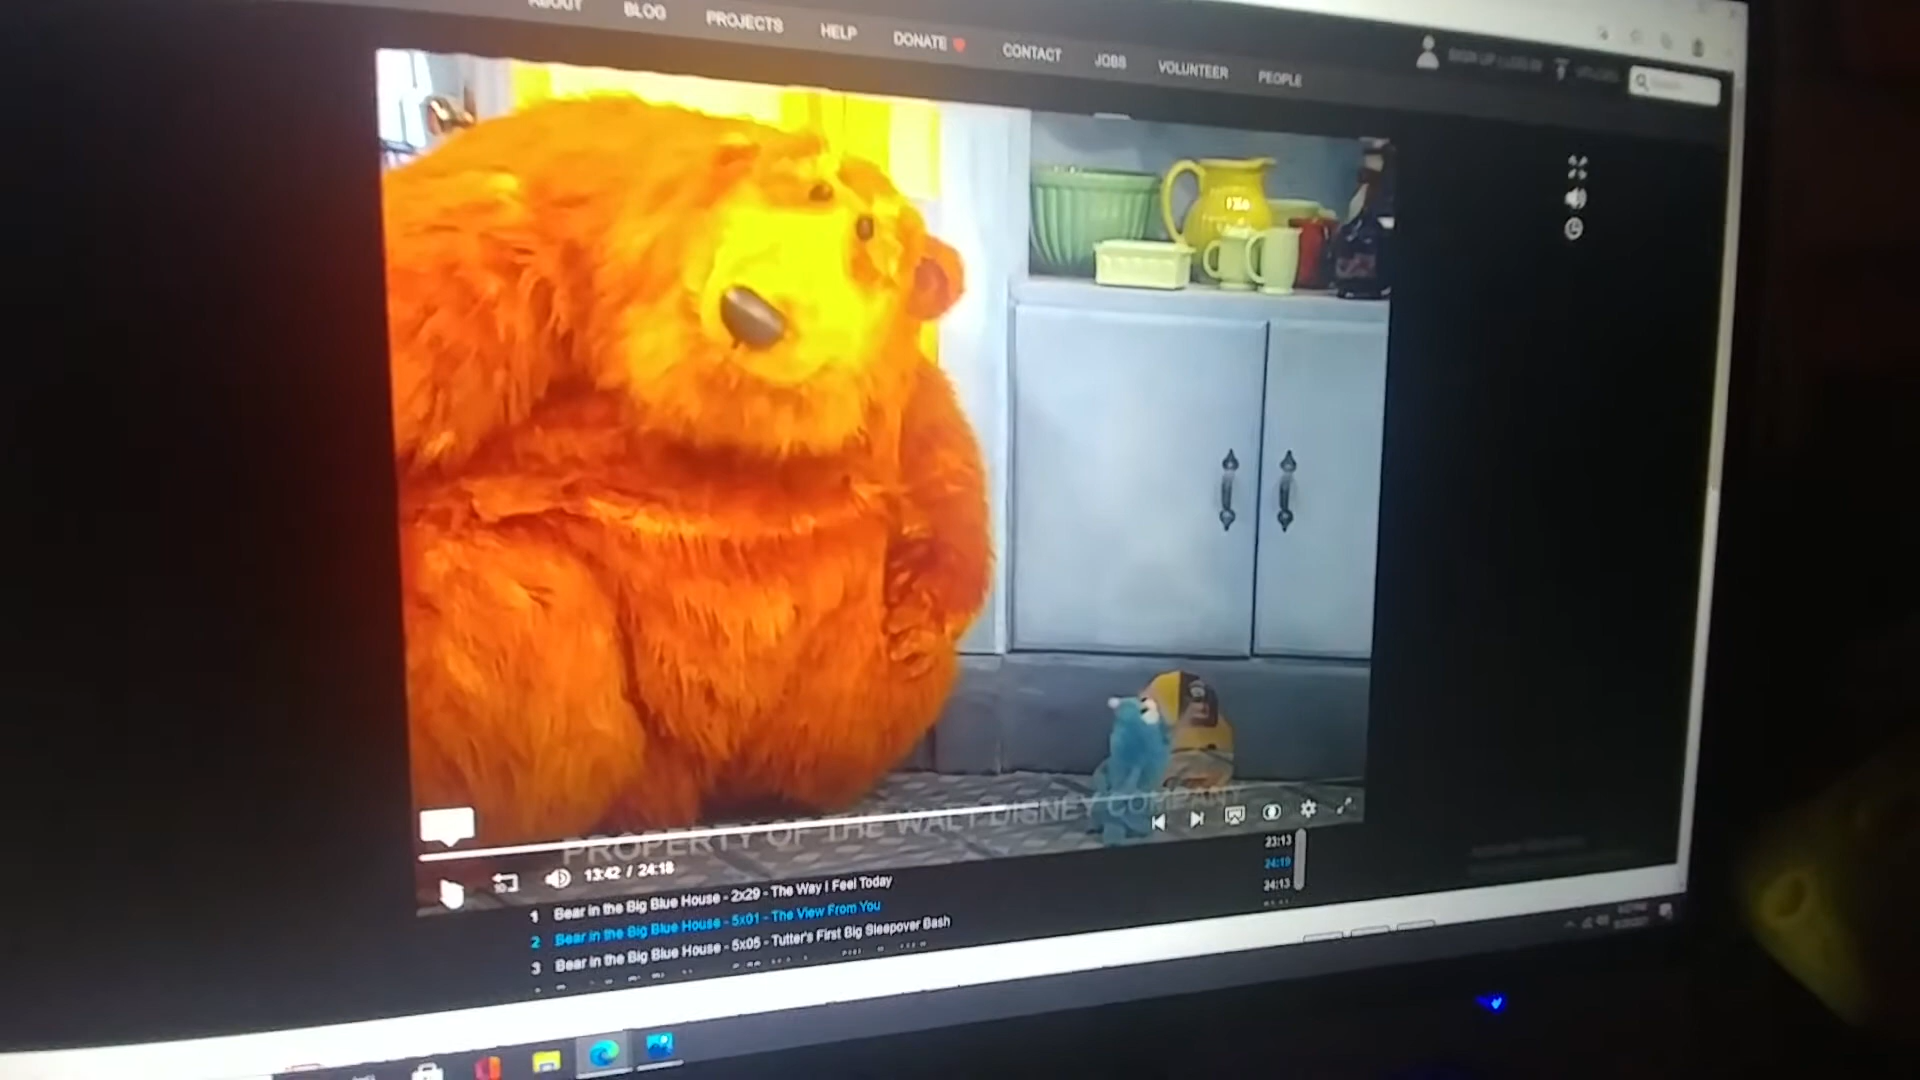 ABOUT BLOG PROJECTS HELP DONATE CONTACT JOBS VOLUNTEER PEOPLE
PROPERTY OF THE WALT DISNEY COMPANY
10
13:42 / 24:18
23:13
1 Bear in the Big Blue House - 2x29 - The Way I Feel Today
24:19
2 Bear in the Big Blue House - 5x01 - The View From You
24:13
3 Bear in the Big Blue House - 5x05 - Tutter's First Big Sleepover Bash